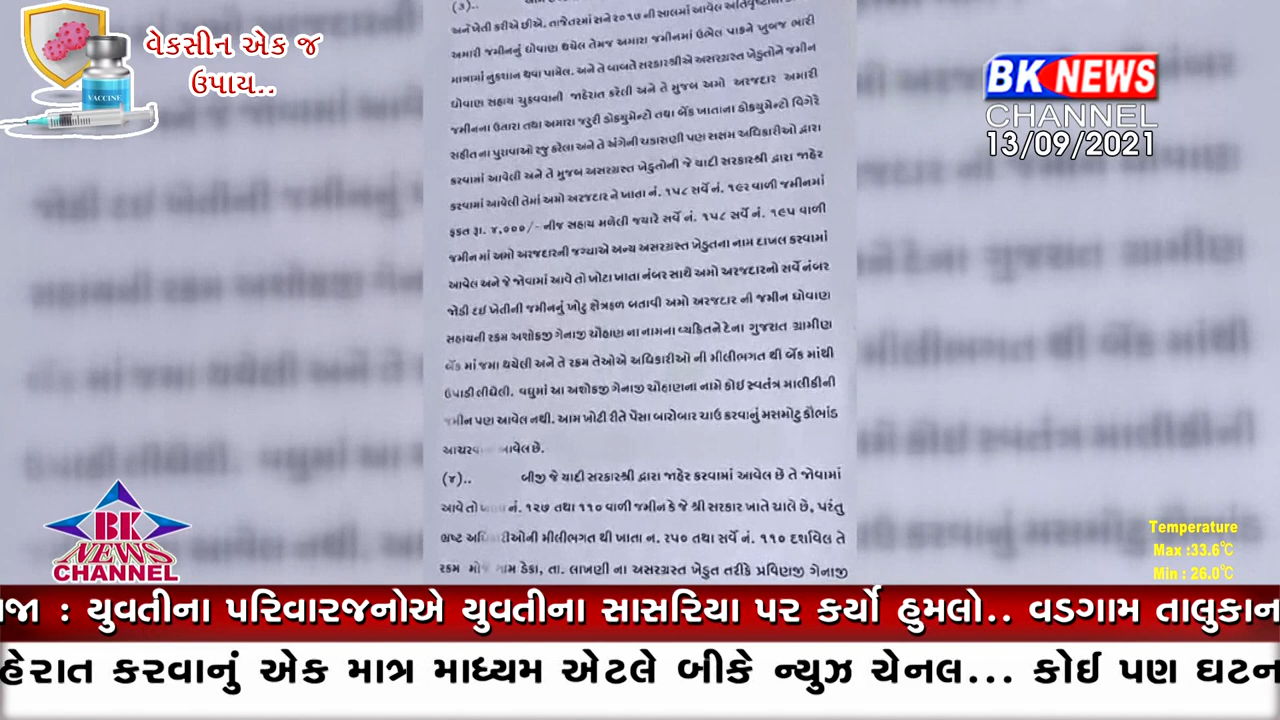 વેકસીન એક જ
ઉપાય..
VACCINE
BK NEWS
CHANNEL
13/09/2021
(૩)..
અને ખેતી કરીએ છીએ. તાજેતરમાં સને ૨૦૧૭ ની સાલમાં આવેલ
અમારી જમીનનું ધોવાણ થયેલ તેમજ અમારા જમીનમાં ઉભેલ પાકને ખુબજ ભારી
માત્રામાં નુકશાન થવા પામેલ. અને તે બાબતે સરકારશ્રીએ અસરગ્રસ્ત ખેડુતોને જમીન
ધોવાણ સહાય ચુકવવાની જાહેરાત કરેલી અને તે મુજબ અમો અરજદાર અમારી
જમીનના ઉતારા તથા અમારા જરૂરી ડોકયુમેન્ટો તથા બેંક ખાતાના ડોકયુમેન્ટો વિગેરે
સહીતના પુરાવાઓ રજુ કરેલા અને તે અંગેની ચકાસણી પણ સક્ષમ અધિકારીઓ દ્વારા
કરવામાં આવેલી અને તે મુજબ અસરગ્રસ્ત ખેડુતોની જે યાદી સરકારશ્રી દ્વારા જાહેર
કરવામાં આવેલી તેમાં અમો અરજદારને ખાતા નં. ૧૫૮ સર્વે નં. ૧૯૨ વાળી જમીનમાં
ફકત રૂા. ૪,૦૦૦/- નીજ સહાય મળેલી જયારે સર્વે નં. ૧૫૮ સર્વે નં. ૧૯૫ વાળી
જમીન માં અમો અરજદારની જગ્યાએ અન્ય અસરગ્રસ્ત ખેડુતના નામ દાખલ કરવામાં
આવેલ અને જે જોવામાં આવે તો ખોટા ખાતા નંબર સાથે અમો અરજદારનો સર્વે નંબર
જોડી દઈ ખેતીની જમીનનું ખોટુ ક્ષેત્રફળ બતાવી અમો અરજદાર ની જમીન ધોવાણ
સહાયની રકમ અશોકજી ગેનાજી ચૌહાણ ના નામના વ્યકિતને દેના ગુજરાત ગ્રામીણ
બેંક માં જમા થયેલી અને તે રકમ તેઓએ અધિકારીઓ ની મીલીભગત થી બેંક માંથી
ઉપાડી લીધેલી. વધુમાં આ અશોકજી ગેનાજી ચૌહાણના નામે કોઈ સ્વતંત્ર માલીકીની
જમીન પણ આવેલ નથી. આમ ખોટી રીતે પૈસા બારોબાર ચાઉ કરવાનું મસમોટુ કૌભાંડ
આવેલ છે.
(૪).. બીજી જે યાદી સરકારશ્રી દ્વારા જાહેર કરવામાં આવેલ છે તે જોવામાં
આવે તો નં. ૧૨૭ તથા ૧૧૦ વાળી જમીન કે જે શ્રી સરકાર ખાતે ચાલે છે, પરંતુ
ભ્રષ્ટ અધિકારીઓની મીલીભગત થી ખાતા ન. ૨૫૦ તથા સર્વે નં. ૧૧૦ દર્શાવેલ તે
રકમ ડેકા, તા. લાખણી ના અસરગ્રસ્ત ખેડુત તરીકે પ્રવિણજી ગેનાજી
BK
NEWS
CHANNEL
Temperature
Max :33.6℃
Min : 26.0℃
જા : યુવતીના પરિવારજનોએ યુવતીના સાસરિયા પર કર્યો હુમલો.. વડગામ તાલુકાન
હેરાત કરવાનું એક માત્ર માધ્યમ એટલે બીકે ન્યુઝ ચેનલ... કોઈ પણ ઘટન